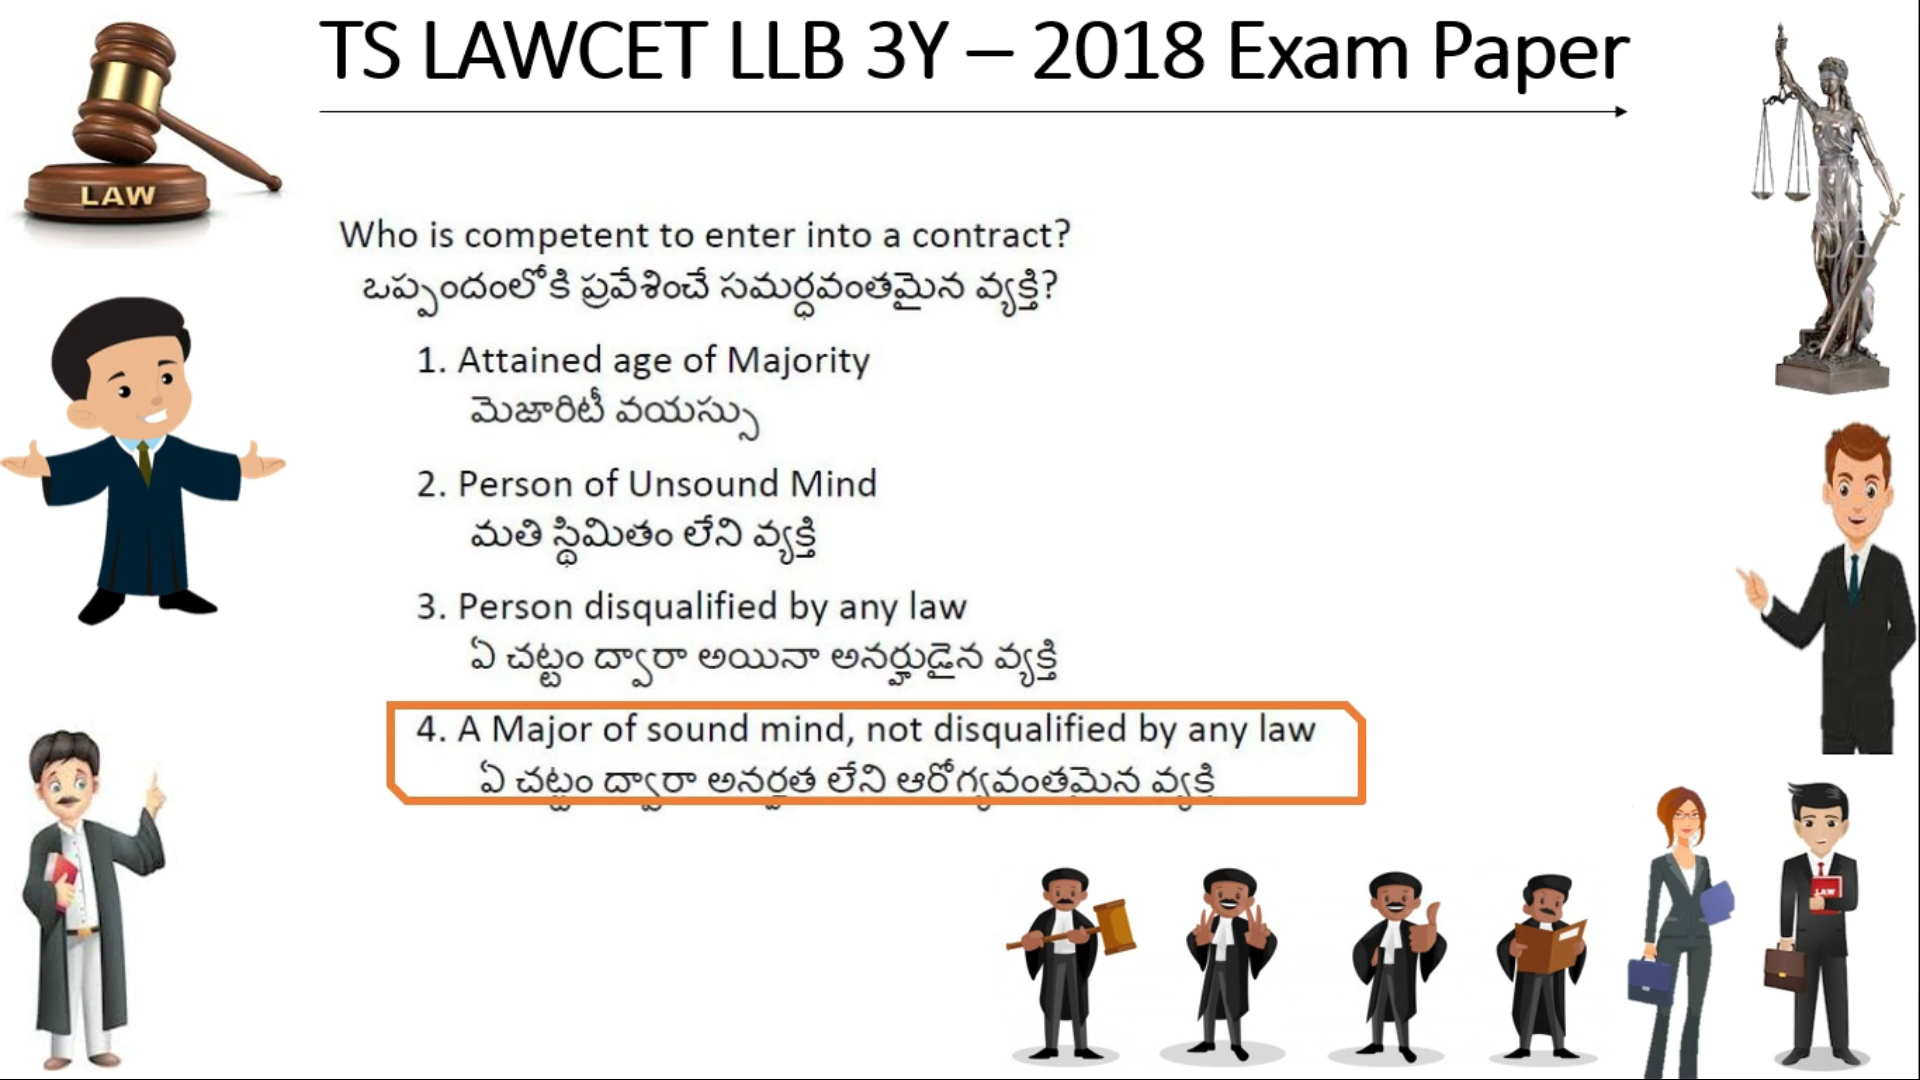 TS LAWCET LLB 3Y – 2018 Exam Paper
LAW
Who is competent to enter into a contract?
ఒప్పందంలోకి ప్రవేశించే సమర్ధవంతమైన వ్యక్తి?
1. Attained age of Majority
మెజారిటీ వయస్సు
2. Person of Unsound Mind
మతి స్థిమితం లేని వ్యక్తి
3. Person disqualified by any law
ఏ చట్టం ద్వారా అయినా అనర్హుడైన వ్యక్తి
4. A Major of sound mind, not disqualified by any law
ఏ చట్టం ద్వారా అనర్హత లేని ఆరోగ్యవంతమైన వ్యక్తి
LAW